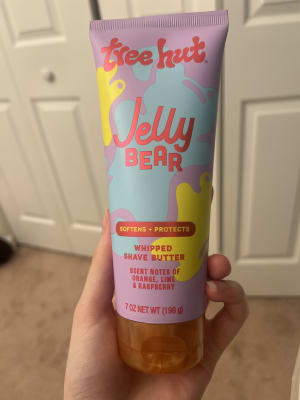 tree hut
Jelly
BEAR
SOFTENS + PROTECTS
WHIPPED
SHAVE BUTTER
SCENT NOTES OF
ORANGE, LIME
& RASPBERRY
7 OZ NET WT (198 g)